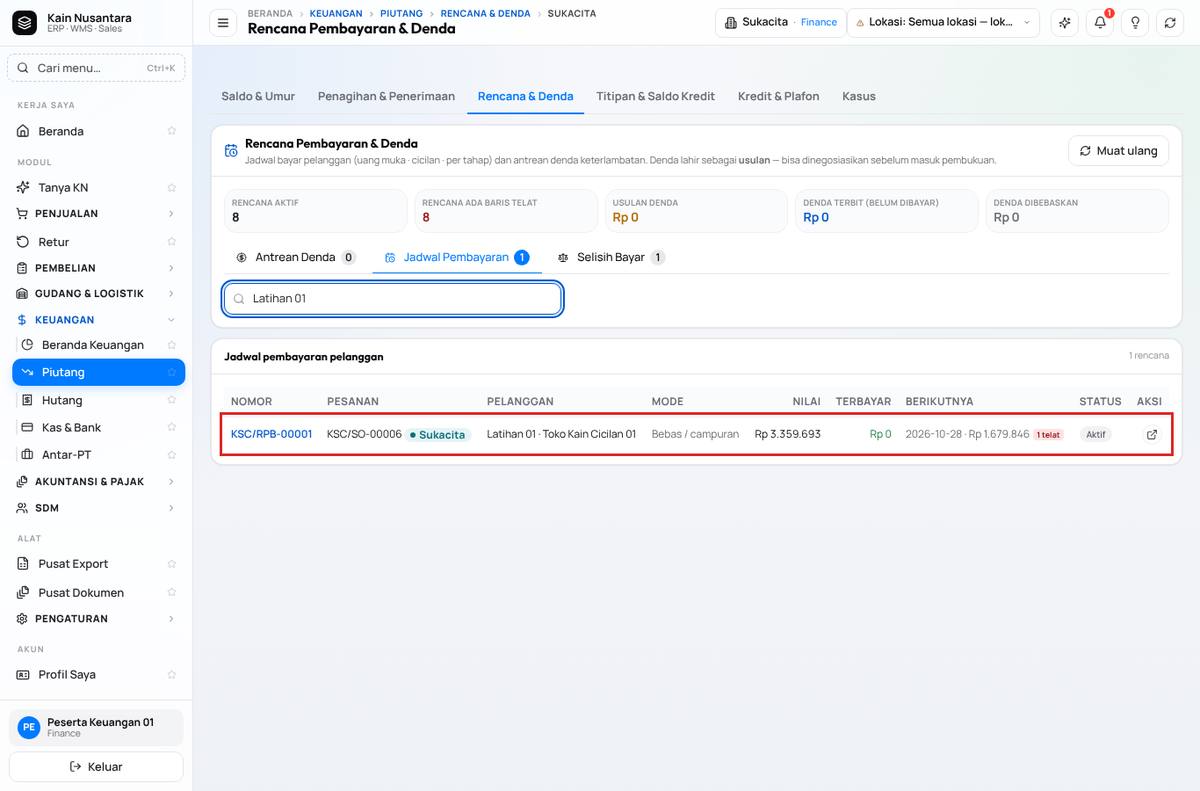 Kain Nusantara
ERP · WMS · Sales
Cari menu...
Ctrl+K
KERJA SAYA
Beranda
MODUL
Tanya KN
PENJUALAN
Retur
PEMBELIAN
GUDANG & LOGISTIK
KEUANGAN
Beranda Keuangan
Piutang
Hutang
Kas & Bank
Antar-PT
AKUNTANSI & PAJAK
SDM
ALAT
Pusat Export
Pusat Dokumen
PENGATURAN
AKUN
Profil Saya
PE
Peserta Keuangan 01
Finance
Keluar
BERANDA › KEUANGAN › PIUTANG › RENCANA & DENDA › SUKACITA
Rencana Pembayaran & Denda
Sukacita · Finance
Lokasi: Semua lokasi — lok...
1
Saldo & Umur
Penagihan & Penerimaan
Rencana & Denda
Titipan & Saldo Kredit
Kredit & Plafon
Kasus
Rencana Pembayaran & Denda
Jadwal bayar pelanggan (uang muka · cicilan · per tahap) dan antrean denda keterlambatan. Denda lahir sebagai usulan — bisa dinegosiasikan sebelum masuk pembukuan.
Muat ulang
RENCANA AKTIF
8
RENCANA ADA BARIS TELAT
8
USULAN DENDA
Rp 0
DENDA TERBIT (BELUM DIBAYAR)
Rp 0
DENDA DIBEBASKAN
Rp 0
Antrean Denda 0
Jadwal Pembayaran 1
Selisih Bayar 1
Latihan 01
Jadwal pembayaran pelanggan
1 rencana
NOMOR PESANAN PELANGGAN MODE NILAI TERBAYAR BERIKUTNYA STATUS AKSI
KSC/RPB-00001 KSC/SO-00006 Sukacita Latihan 01 · Toko Kain Cicilan 01 Bebas / campuran Rp 3.359.693 Rp 0 2026-10-28 · Rp 1.679.846 1 telat Aktif